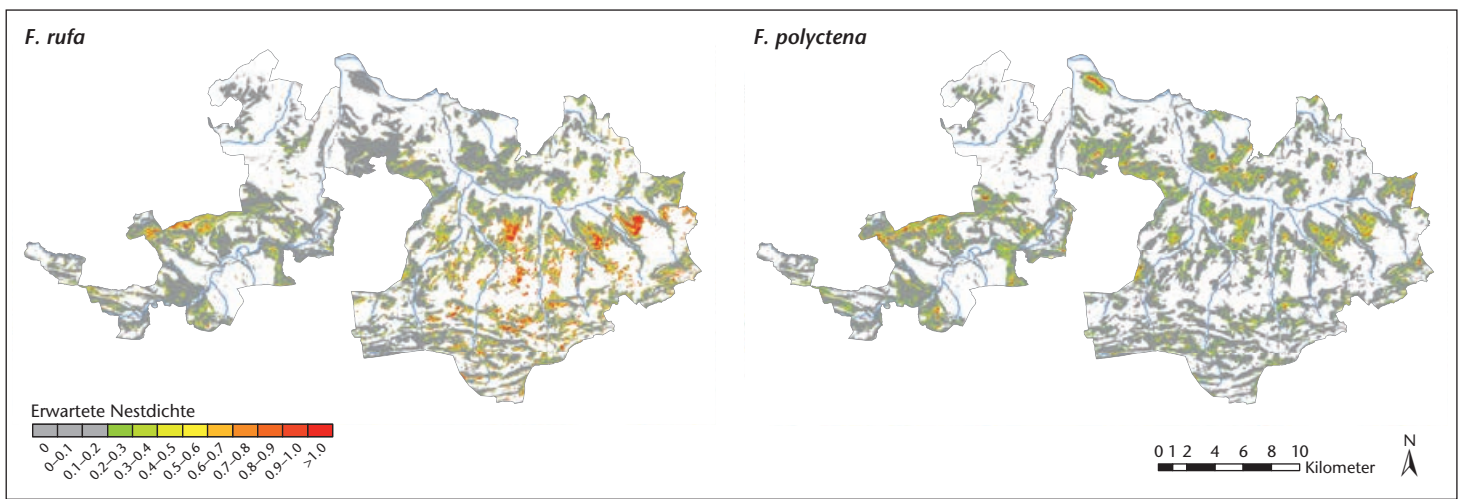 F. rufa
F. polyctena
Erwartete Nestdichte
0 0–0.1 0.1–0.2 0.2–0.3 0.3–0.4 0.4–0.5 0.5–0.6 0.6–0.7 0.7–0.8 0.8–0.9 0.9–1.0 >1.0
0 1 2 4 6 8 10
Kilometer
N